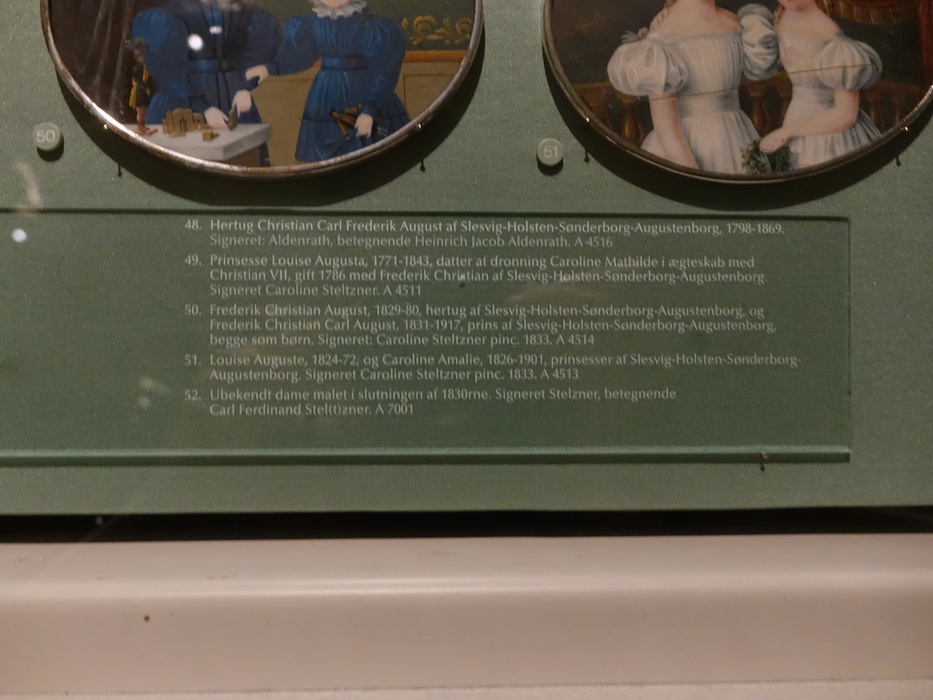 50
51
48. Hertug Christian Carl Frederik August af Slesvig-Holsten-Sønderborg-Augustenborg, 1798-1869.
Signeret: Aldenrath, betegnende Heinrich Jacob Aldenrath. A 4516
49. Prinsesse Louise Augusta, 1771-1843, datter af dronning Caroline Mathilde i ægteskab med
Christian VII, gift 1786 med Frederik Christian af Slesvig-Holsten-Sønderborg-Augustenborg.
Signeret Caroline Steltzner. A 4511
50. Frederik Christian August, 1829-80, hertug af Slesvig-Holsten-Sønderborg-Augustenborg, og
Frederik Christian Carl August, 1831-1917, prins af Slesvig-Holsten-Sønderborg-Augustenborg,
begge som børn. Signeret: Caroline Steltzner pinc. 1833. A 4514
51. Louise Auguste, 1824-72, og Caroline Amalie, 1826-1901, prinsesser af Slesvig-Holsten-Sønderborg-
Augustenborg. Signeret Caroline Steltzner pinc. 1833. A 4513
52. Ubekendt dame malet i slutningen af 1830rne. Signeret Stelzner, betegnende
Carl Ferdinand Stel(t)zner. A 7001